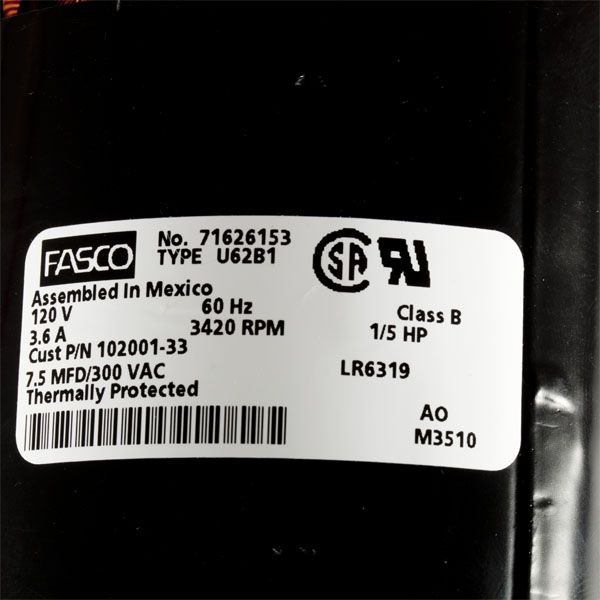 FASCO
No. 71626153
TYPE U62B1
Assembled In Mexico
120 V 60 Hz Class B
3.6 A 3420 RPM 1/5 HP
Cust P/N 102001-33
7.5 MFD/300 VAC LR6319
Thermally Protected
AO
M3510